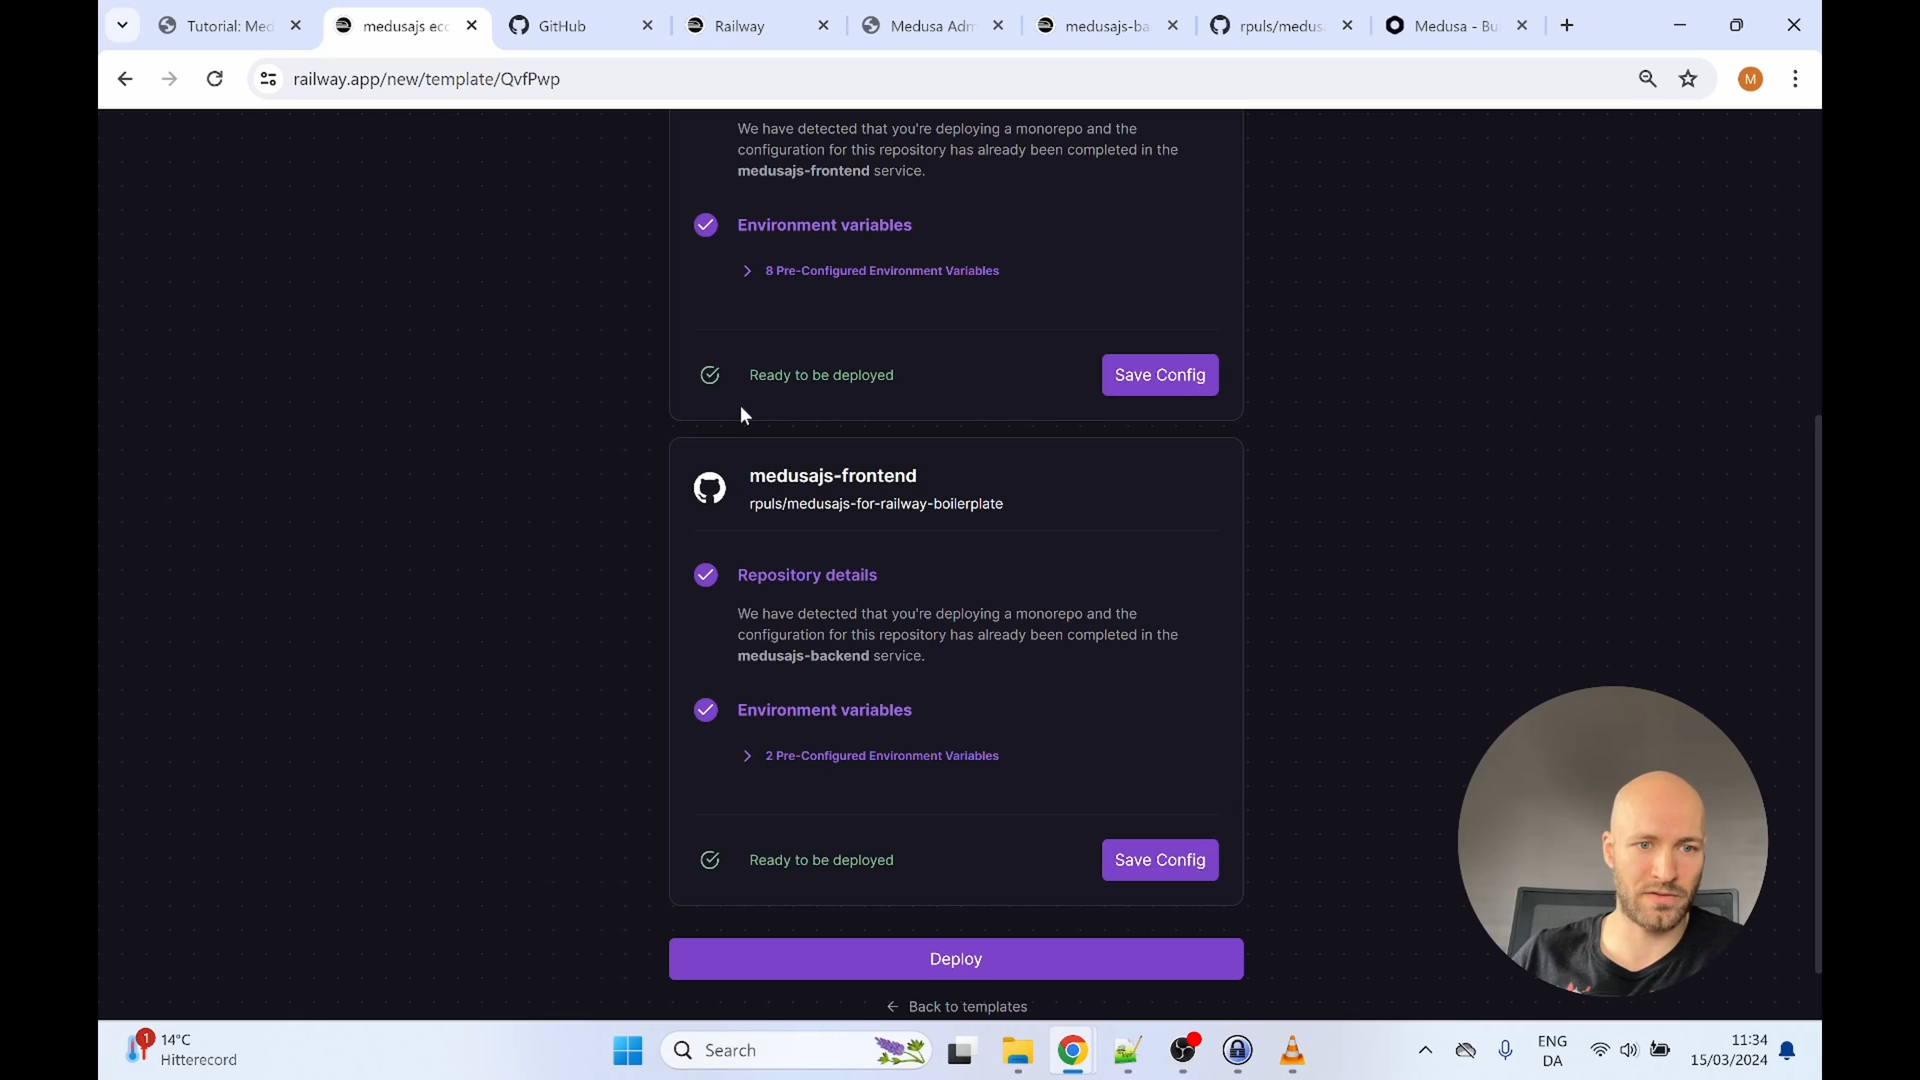 Tutorial: Med
medusajs ecc
GitHub
Railway
Medusa Adm
medusajs-ba
rpuls/medusa
Medusa - Bu
railway.app/new/template/QvfPwp
M
We have detected that you're deploying a monorepo and the
configuration for this repository has already been completed in the
medusajs-frontend service.
Environment variables
8 Pre-Configured Environment Variables
Ready to be deployed
Save Config
medusajs-frontend
rpuls/medusajs-for-railway-boilerplate
Repository details
We have detected that you're deploying a monorepo and the
configuration for this repository has already been completed in the
medusajs-backend service.
Environment variables
2 Pre-Configured Environment Variables
Ready to be deployed
Save Config
Deploy
Back to templates
1
14°C
Hitterecord
Search
ENG
DA
11:34
15/03/2024